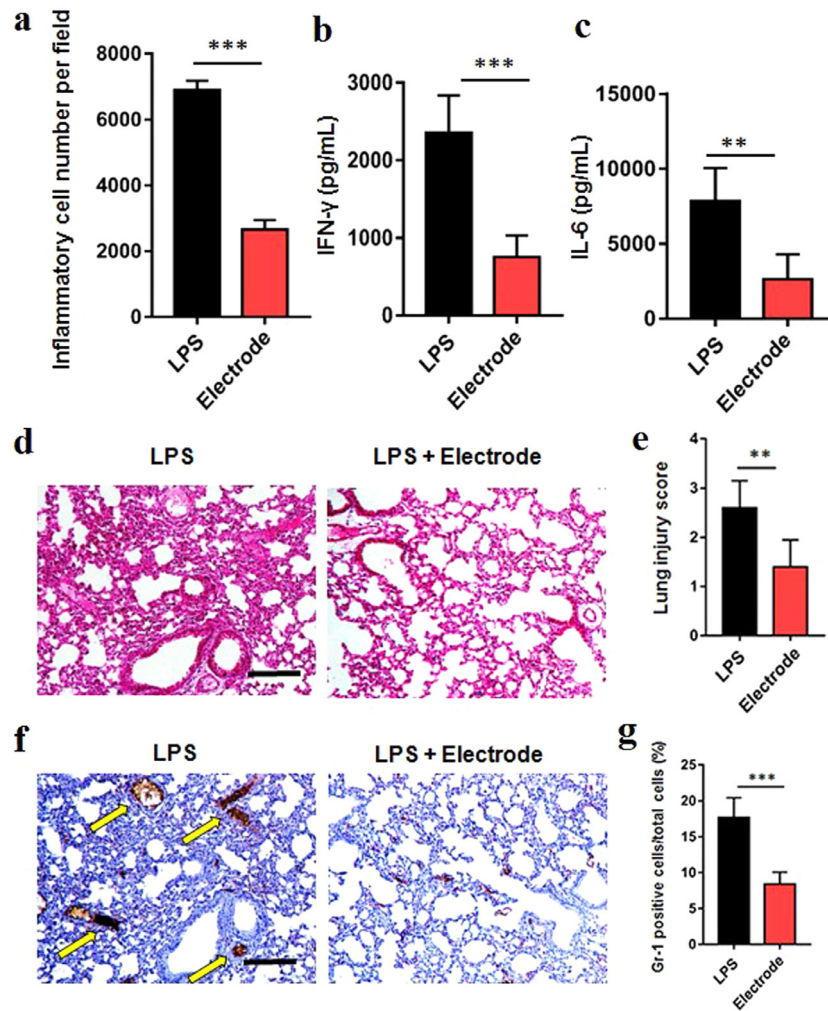 a
Inflammatory cell number per field
8000
6000
4000
2000
0
***
LPS
Electrode
b
IFN-γ (pg/mL)
3000
2000
1000
0
***
LPS
Electrode
c
IL-6 (pg/mL)
15000
10000
5000
0
**
LPS
Electrode
d
LPS
LPS + Electrode
e
Lung injury score
4
3
2
1
0
**
LPS
Electrode
f
LPS
LPS + Electrode
g
Gr-1 positive cells/total cells (%)
25
20
15
10
5
0
***
LPS
Electrode